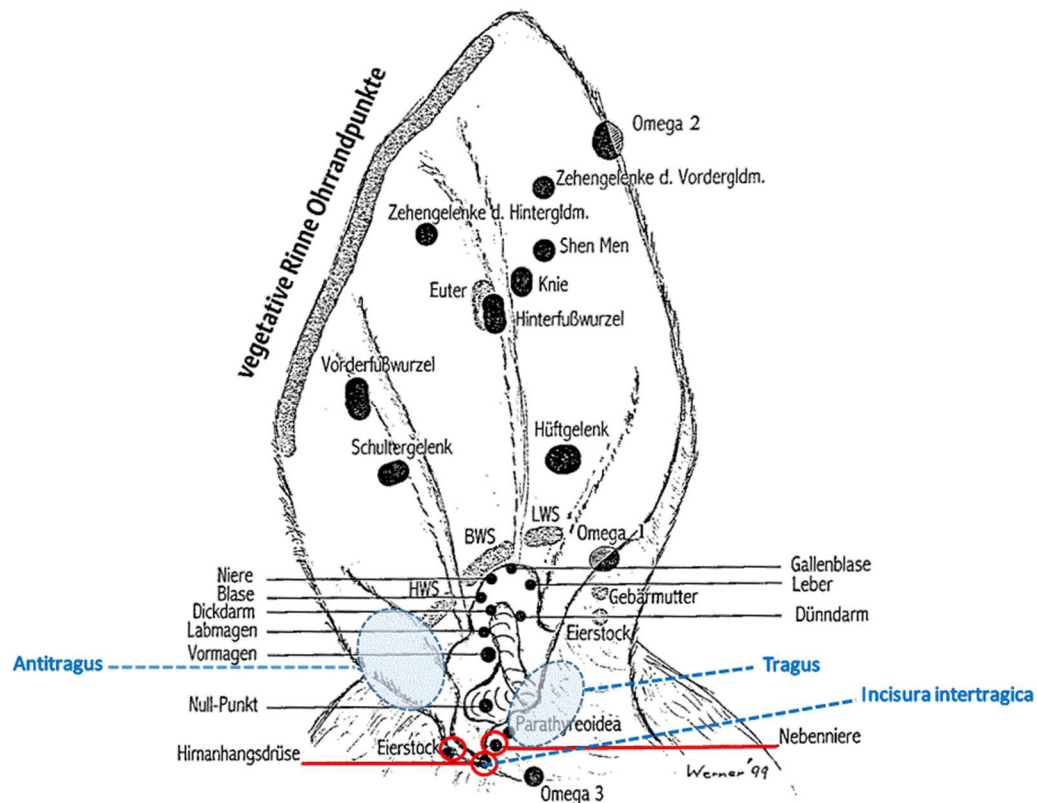 vegetative Rinne Ohrrandpunkte
Omega 2
Zehengelenke d. Vordergldm.
Zehengelenke d. Hintergldm.
Shen Men
Euter
Knie
Hinterfußwurzel
Vorderfußwurzel
Schultergelenk
Hüftgelenk
LWS
BWS
Omega 1
HWS
Niere
Blase
Dickdarm
Labmagen
Vormagen
Gallenblase
Leber
Gebärmutter
Dünndarm
Eierstock
Antitragus
Tragus
Incisura intertragica
Null-Punkt
Parathyreoidea
Eierstock
Nebenniere
Hirnanhangsdrüse
Omega 3
Werner '99